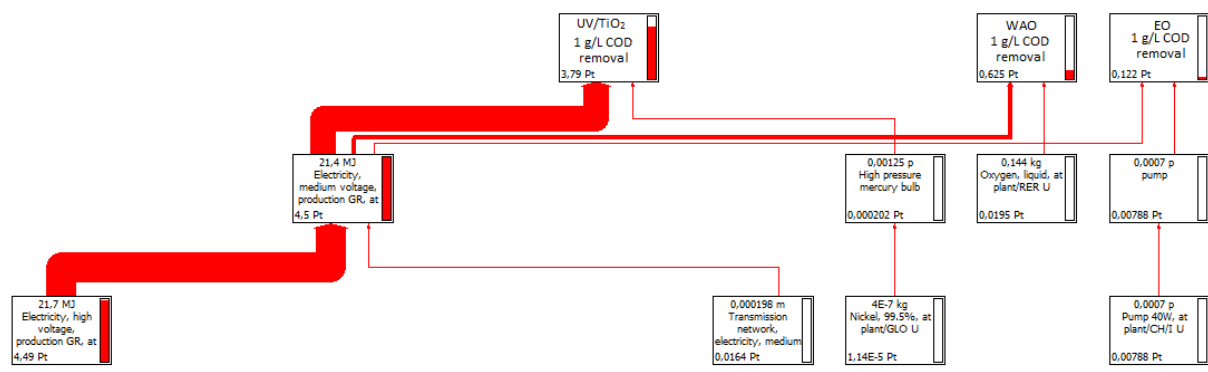 UV/TiO₂
1 g/L COD
removal
3,79 Pt
WAO
1 g/L COD
removal
0,625 Pt
EO
1 g/L COD
removal
0,122 Pt
21,4 MJ
Electricity,
medium voltage,
production GR, at
4,5 Pt
0,00125 p
High pressure
mercury bulb
0,000202 Pt
0,144 kg
Oxygen, liquid, at
plant/RER U
0,0195 Pt
0,0007 p
pump
0,00788 Pt
21,7 MJ
Electricity, high
voltage,
production GR, at
4,49 Pt
0,000198 m
Transmission
network,
electricity, medium
0,0164 Pt
4E-7 kg
Nickel, 99.5%, at
plant/GLO U
1,14E-5 Pt
0,0007 p
Pump 40W, at
plant/CH/I U
0,00788 Pt